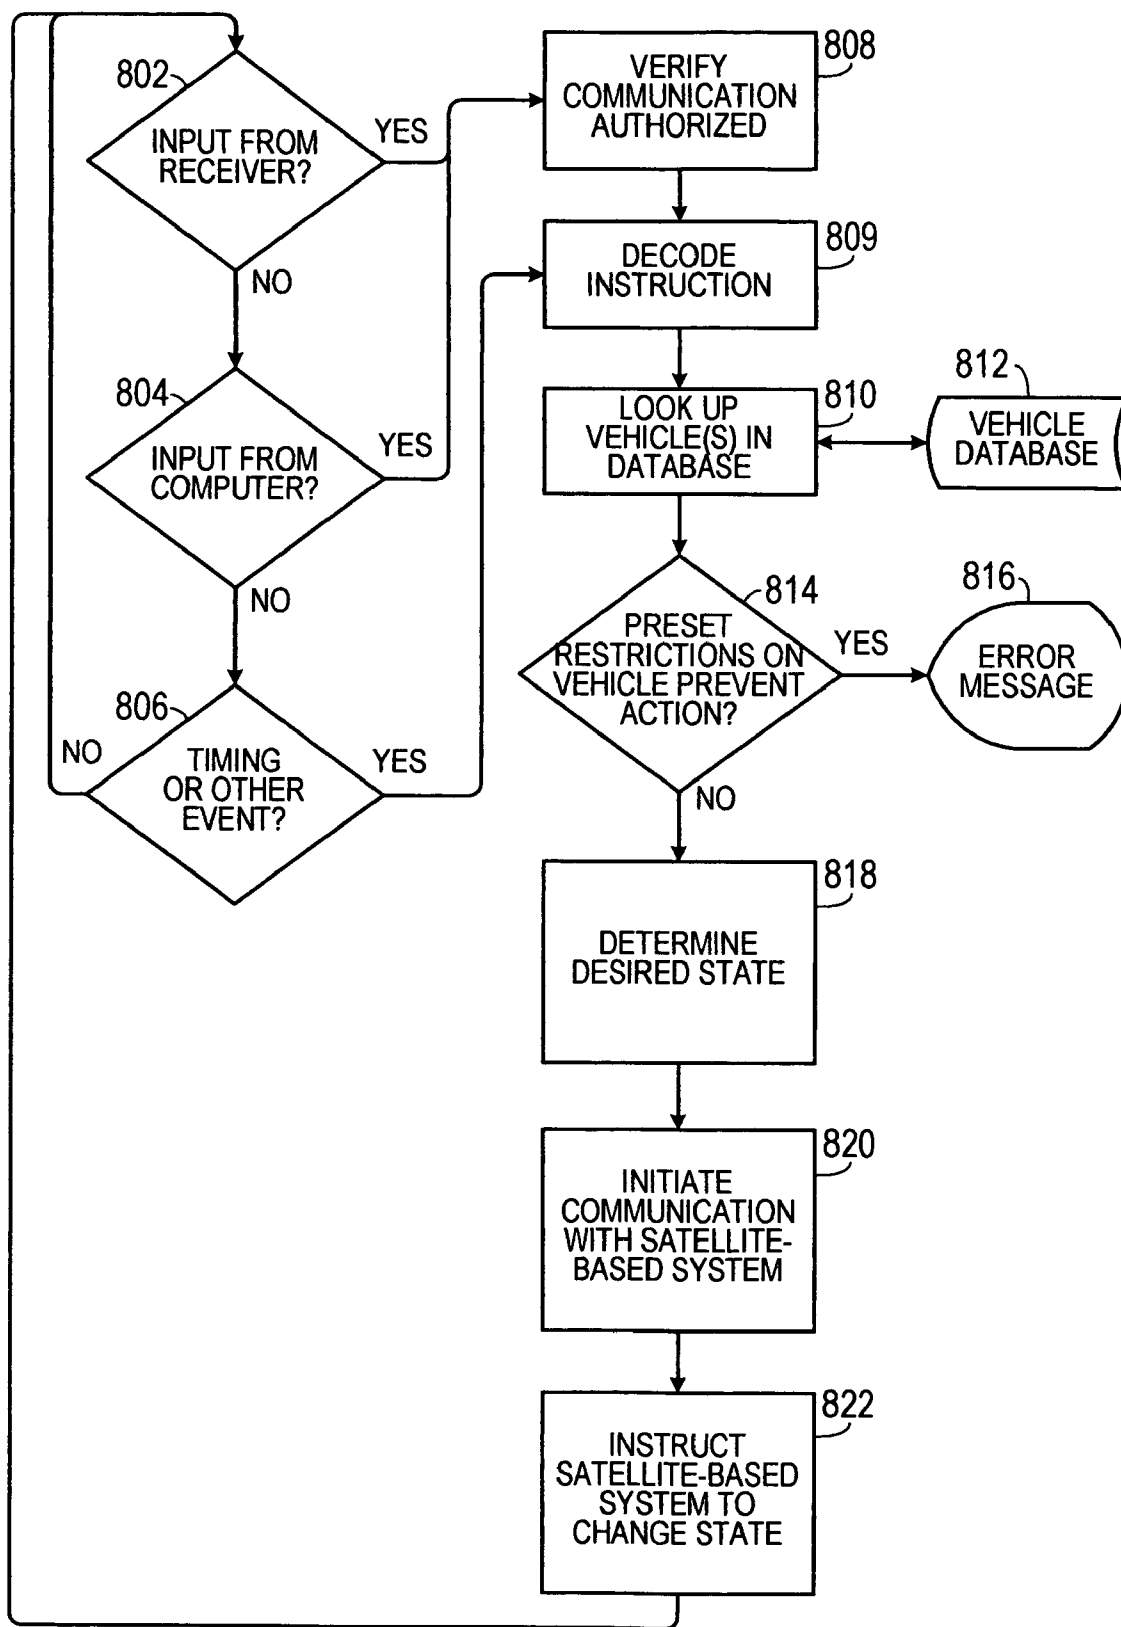 802
INPUT FROM
RECEIVER?
YES
NO
804
INPUT FROM
COMPUTER?
YES
NO
806
TIMING
OR OTHER
EVENT?
NO
YES
808
VERIFY
COMMUNICATION
AUTHORIZED
809
DECODE
INSTRUCTION
810
LOOK UP
VEHICLE(S) IN
DATABASE
812
VEHICLE
DATABASE
814
PRESET
RESTRICTIONS ON
VEHICLE PREVENT
ACTION?
YES
NO
816
ERROR
MESSAGE
818
DETERMINE
DESIRED STATE
820
INITIATE
COMMUNICATION
WITH SATELLITE-
BASED SYSTEM
822
INSTRUCT
SATELLITE-BASED
SYSTEM TO
CHANGE STATE